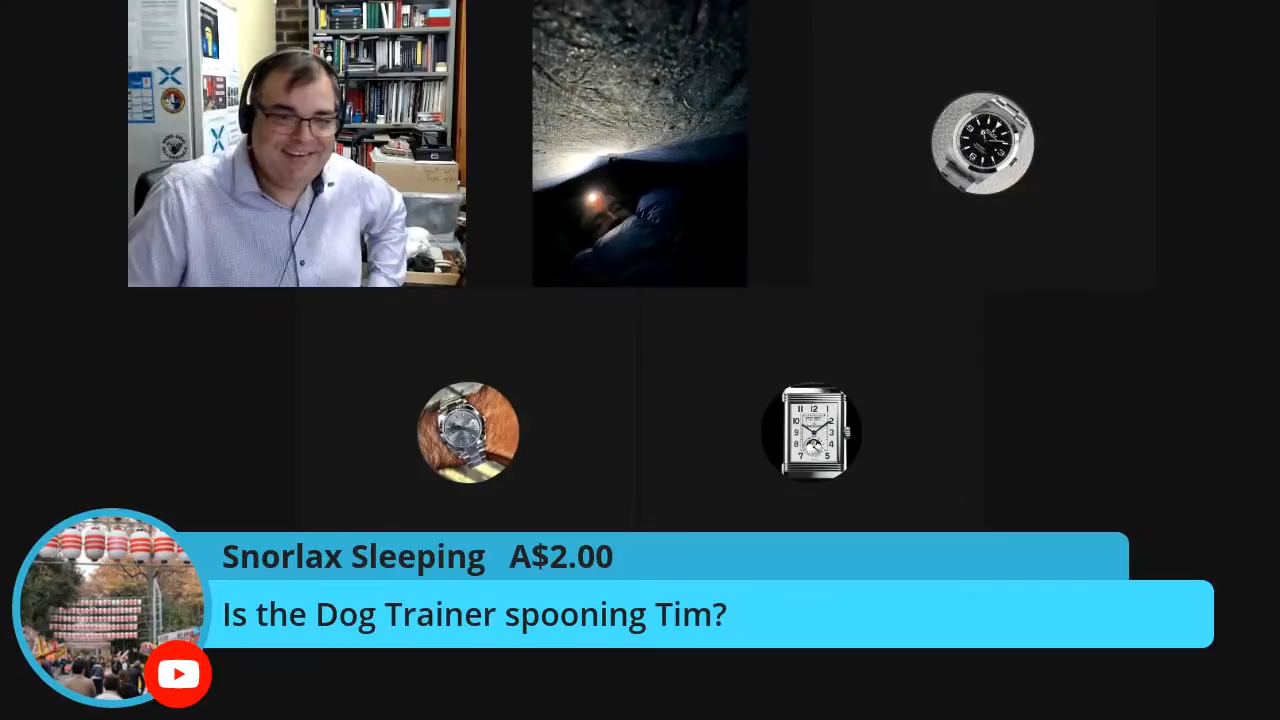 Snorlax Sleeping A$2.00
Is the Dog Trainer spooning Tim?